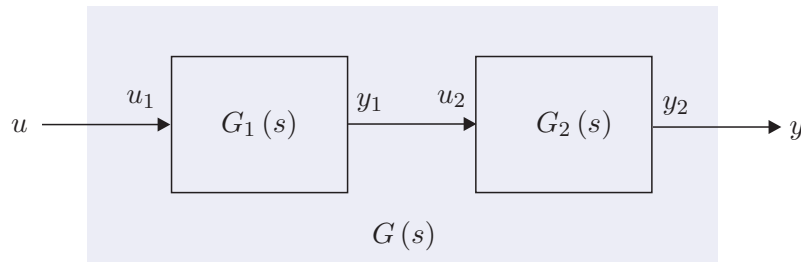 u₁ y₁ u₂ y₂
u G₁ (s) G₂ (s) y
G (s)